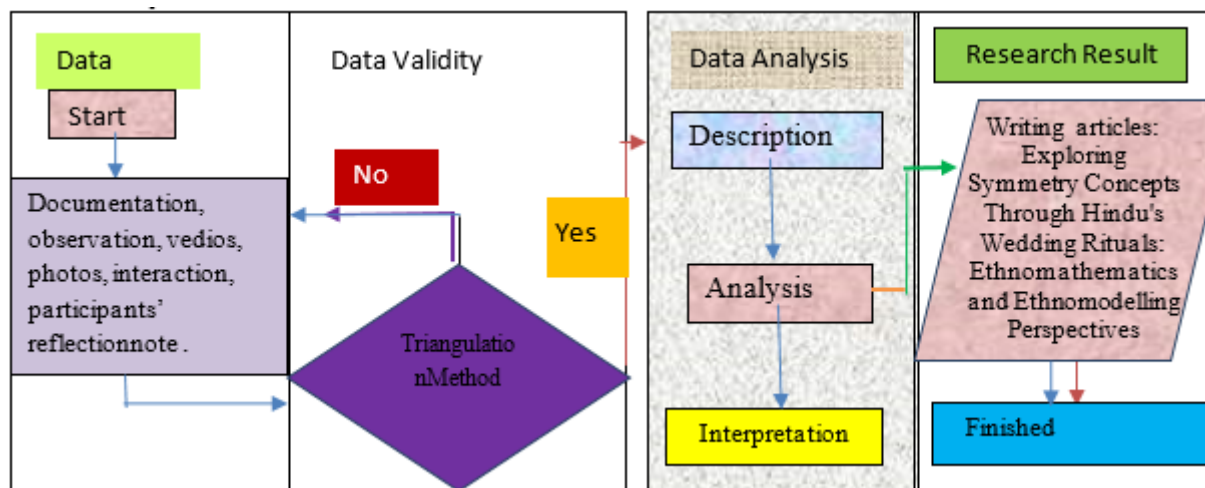 Data
Start
Documentation,
observation, vedios,
photos, interaction,
participants’
reflectionnote .
Data Validity
No
Yes
Triangulatio
nMethod
Data Analysis
Description
Analysis
Interpretation
Research Result
Writing articles:
Exploring
Symmetry Concepts
Through Hindu's
Wedding Rituals:
Ethnomathematics
and Ethnomodelling
Perspectives
Finished